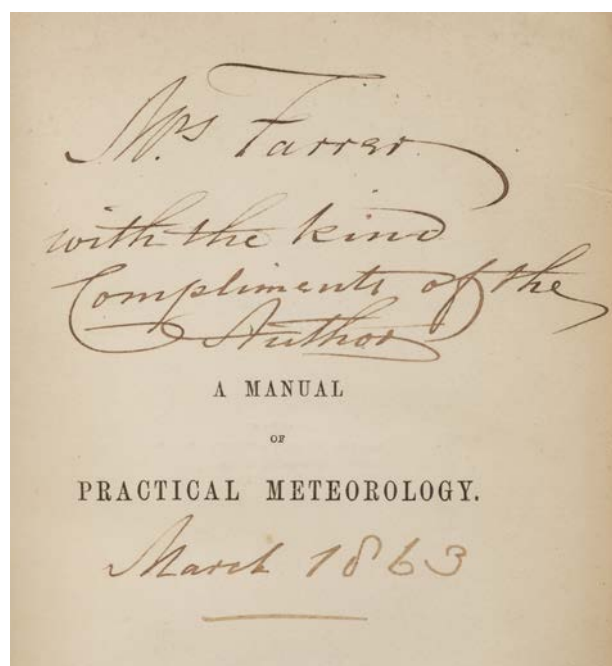 Mrs Farrer
with the kind
Compliments of the
Author
A MANUAL
OF
PRACTICAL METEOROLOGY.
March 1863